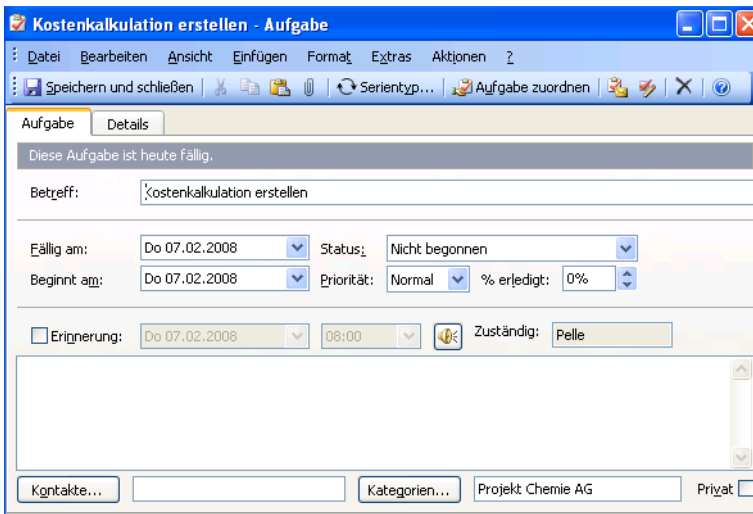 Kostenkalkulation erstellen - Aufgabe
Datei Bearbeiten Ansicht Einfügen Format Extras Aktionen ?
Speichern und schließen Serientyp... Aufgabe zuordnen
Aufgabe Details
Diese Aufgabe ist heute fällig.
Betreff: Kostenkalkulation erstellen
Fällig am: Do 07.02.2008 Status: Nicht begonnen
Beginnt am: Do 07.02.2008 Priorität: Normal % erledigt: 0%
Erinnerung: Do 07.02.2008 08:00 Zuständig: Pelle
Kontakte... Kategorien... Projekt Chemie AG Privat